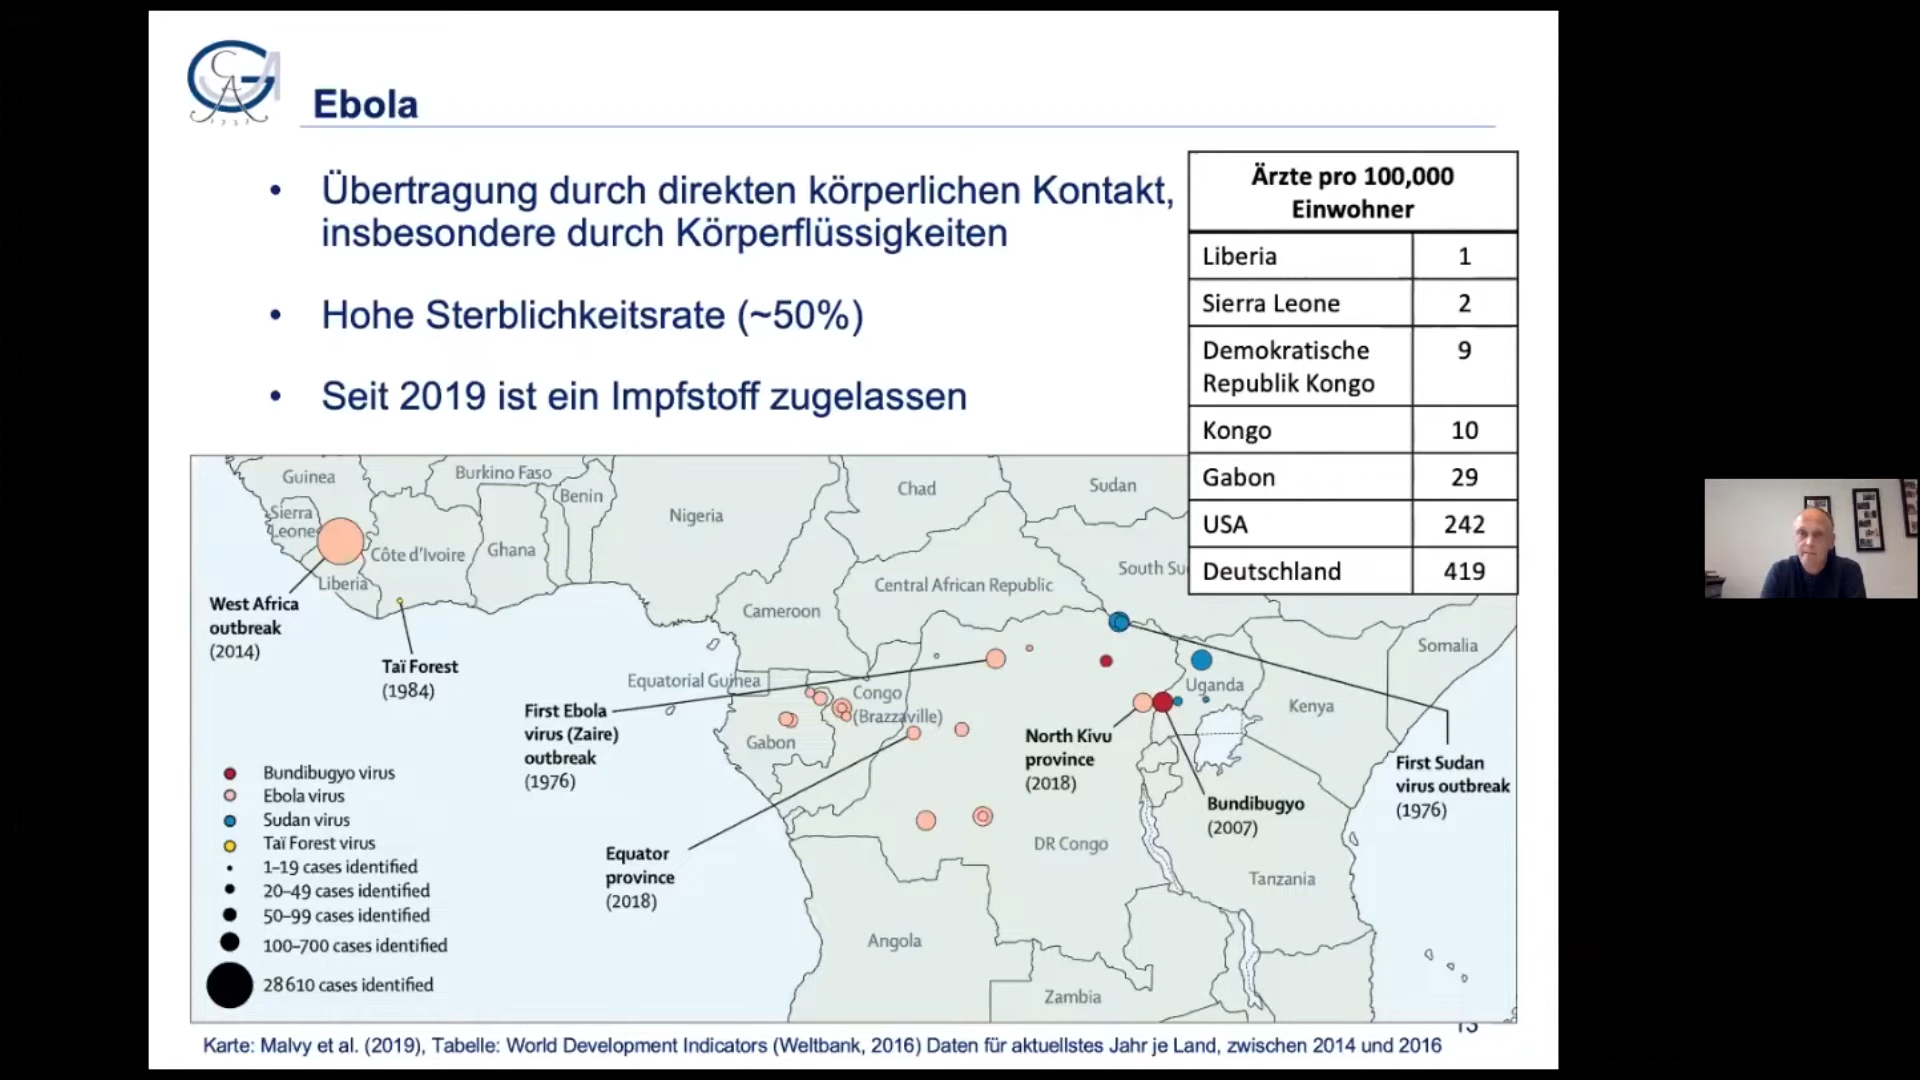 Ebola
• Übertragung durch direkten körperlichen Kontakt,
insbesondere durch Körperflüssigkeiten
• Hohe Sterblichkeitsrate (~50%)
• Seit 2019 ist ein Impfstoff zugelassen
Ärzte pro 100,000
Einwohner
Liberia 1
Sierra Leone 2
Demokratische 9
Republik Kongo
Kongo 10
Gabon 29
USA 242
Deutschland 419
Guinea
Burkino Faso
Benin
Sierra
Leone
Côte d'Ivoire
Ghana
Nigeria
Chad
Sudan
Liberia
Central African Republic
South Su
Cameroon
Somalia
West Africa
outbreak
(2014)
Taï Forest
(1984)
Equatorial Guinea
First Ebola
virus (Zaire)
outbreak
(1976)
Congo
(Brazzaville)
Gabon
Uganda
Kenya
North Kivu
province
(2018)
Bundibugyo
(2007)
First Sudan
virus outbreak
(1976)
Equator
province
(2018)
DR Congo
Tanzania
Angola
Zambia
Bundibugyo virus
Ebola virus
Sudan virus
Taï Forest virus
1–19 cases identified
20–49 cases identified
50–99 cases identified
100–700 cases identified
28 610 cases identified
13
Karte: Malvy et al. (2019), Tabelle: World Development Indicators (Weltbank, 2016) Daten für aktuellstes Jahr je Land, zwischen 2014 und 2016